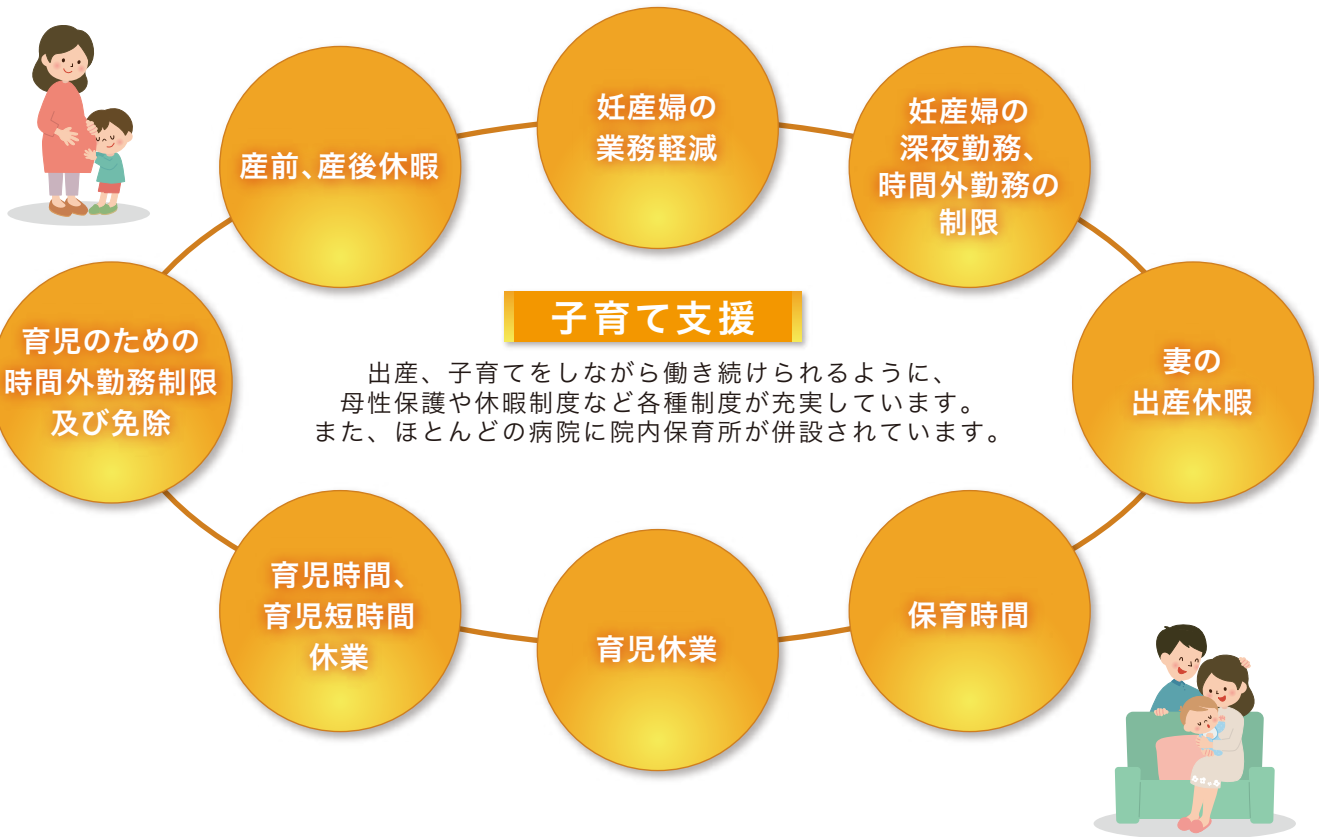 産前、産後休暇
妊産婦の
業務軽減
妊産婦の
深夜勤務、
時間外勤務の
制限
妻の
出産休暇
保育時間
育児休業
育児時間、
育児短時間
休業
育児のための
時間外勤務制限
及び免除
子育て支援
出産、子育てをしながら働き続けられるように、
母性保護や休暇制度など各種制度が充実しています。
また、ほとんどの病院に院内保育所が併設されています。